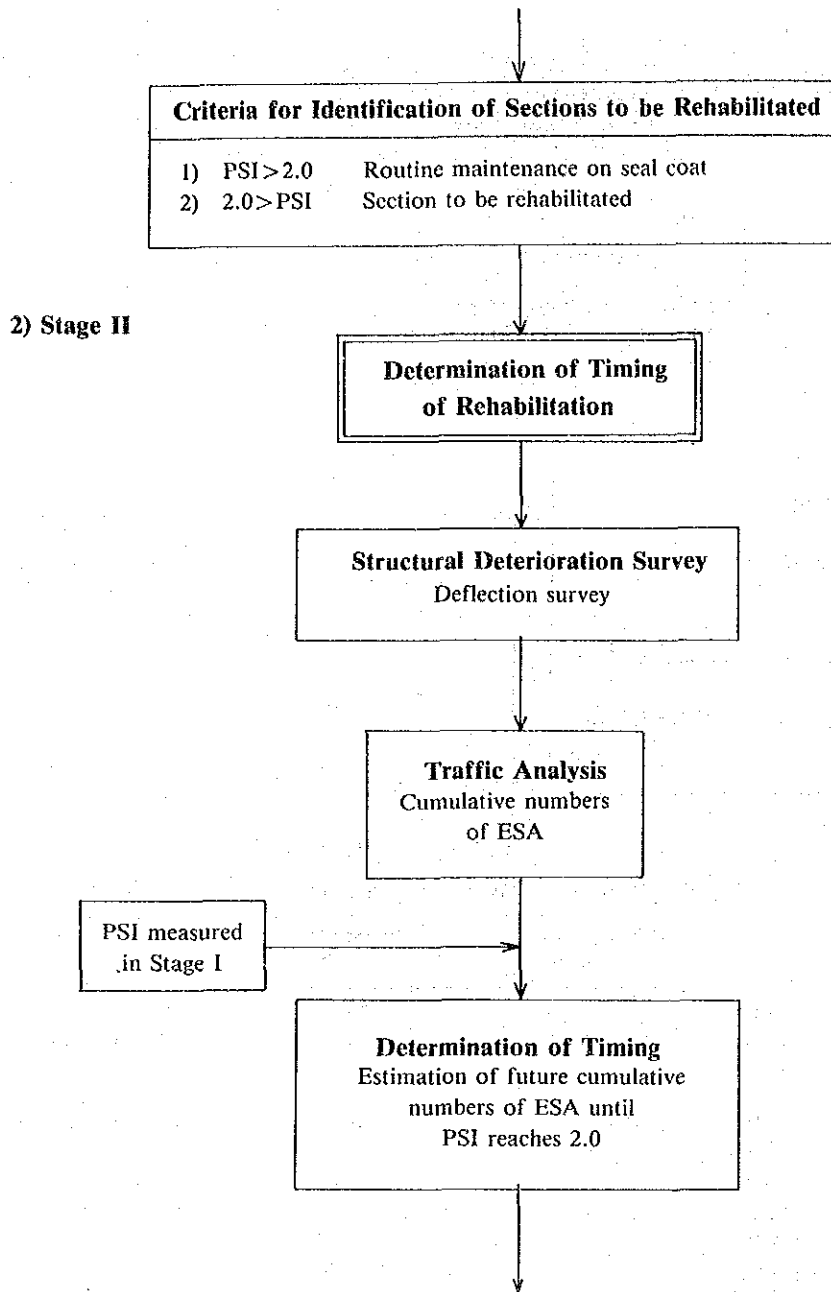 Criteria for Identification of Sections to be Rehabilitated
1) PSI>2.0 Routine maintenance on seal coat
2) 2.0>PSI Section to be rehabilitated
2) Stage II
Determination of Timing
of Rehabilitation
Structural Deterioration Survey
Deflection survey
Traffic Analysis
Cumulative numbers
of ESA
PSI measured
in Stage I
Determination of Timing
Estimation of future cumulative
numbers of ESA until
PSI reaches 2.0